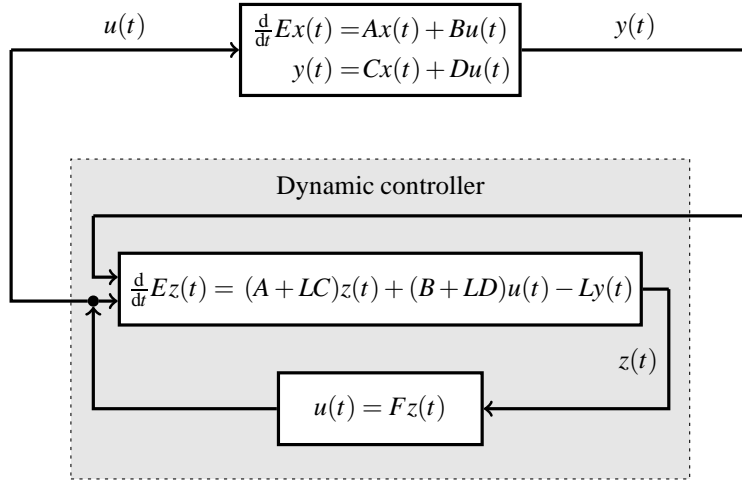 u(t)
d/dt Ex(t) = Ax(t) + Bu(t)
y(t) = Cx(t) + Du(t)
y(t)
Dynamic controller
d/dt Ez(t) = (A + LC)z(t) + (B + LD)u(t) − Ly(t)
z(t)
u(t) = Fz(t)